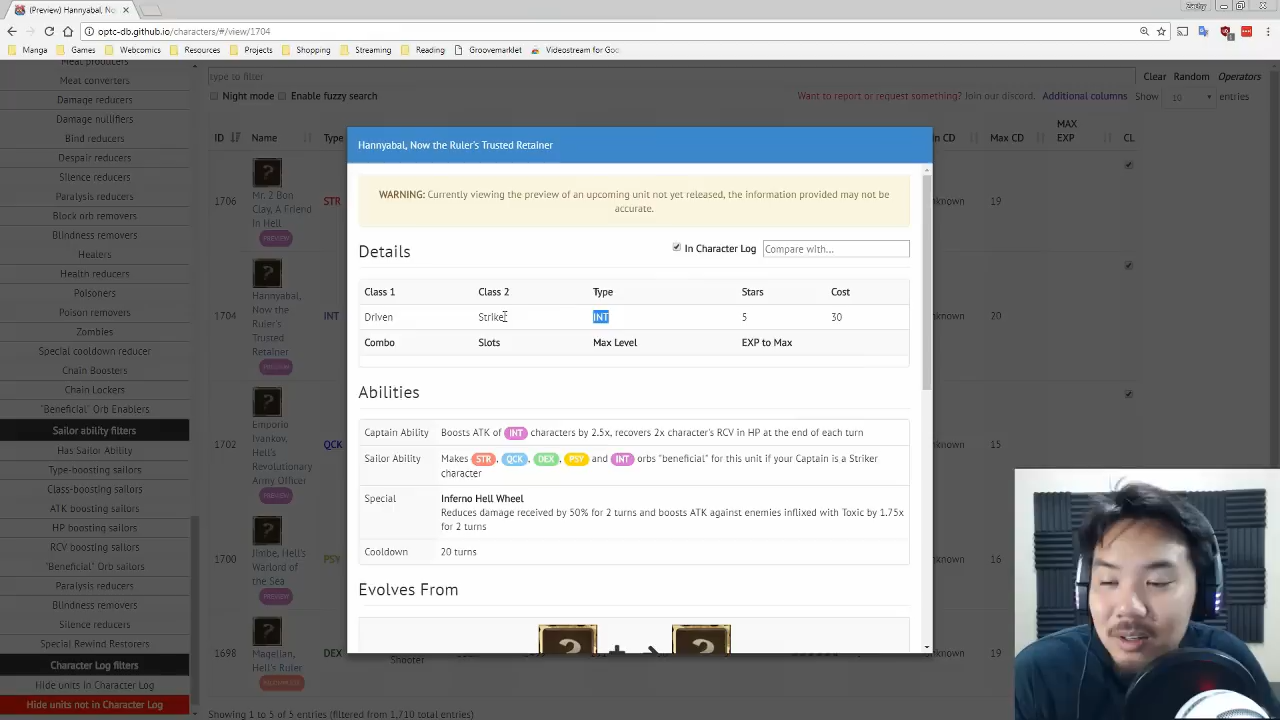 (Preview) Hannyabal, No
optc-db.github.io/characters/#/view/1704
Manga Games Webcomics Resources Projects Shopping Streaming Reading Groovemarklet Videostream for Goo
Meat producers
Meat converters
Damage reducers
Damage nullifiers
Bind reducers
Despair reducers
Silence reducers
Paralysis reducers
Block orb removers
Blindness removers
Healers
Health reducers
Poisoners
Poison removers
Zombies
Special cooldown reducer
Chain Boosters
Chain Lockers
"Beneficial" Orb Enablers
Sailor ability filters
Has Sailor Ability
Type-boosting sailors
Class-boosting sailors
ATK boosting sailors
HP boosting sailors
RCV boosting sailors
"Beneficial" Orb sailors
Paralysis reducers
Blindness removers
Silence reducers
Special Rewind Restorers
Character Log filters
Hide units in Character Log
Hide units not in Character Log
type to filter
Clear Random Operators
Night mode Enable fuzzy search
Want to report or request something? Join our discord. Additional columns Show 10 entries
ID Name Type
CD Max CD MAX EXP CL
1706 Mr. 2 Bon Clay, A Friend In Hell STR
PREVIEW
nknown 19
1704 Hannyabal, Now the Ruler's Trusted Retainer INT
PREVIEW
nknown 20
1702 Emporio Ivankov, Hell's Revolutionary Army Officer QCK
PREVIEW
nknown 15
1700 Jimbe, Hell's Warlord of the Sea PSY
PREVIEW
nknown 16
1698 Magellan, Hell's Ruler DEX
Shooter
nknown 19
Showing 1 to 5 of 5 entries (filtered from 1,710 total entries)
Hannyabal, Now the Ruler's Trusted Retainer
WARNING: Currently viewing the preview of an upcoming unit not yet released, the information provided may not be
accurate.
Details
In Character Log Compare with...
Class 1 Class 2 Type Stars Cost
Driven Striker INT 5 30
Combo Slots Max Level EXP to Max
Abilities
Captain Ability Boosts ATK of INT characters by 2.5x, recovers 2x character's RCV in HP at the end of each turn
Sailor Ability Makes STR, QCK, DEX, PSY and INT orbs "beneficial" for this unit if your Captain is a Striker
character
Special Inferno Hell Wheel
Reduces damage received by 50% for 2 turns and boosts ATK against enemies inflixed with Toxic by 1.75x
for 2 turns
Cooldown 20 turns
Evolves From